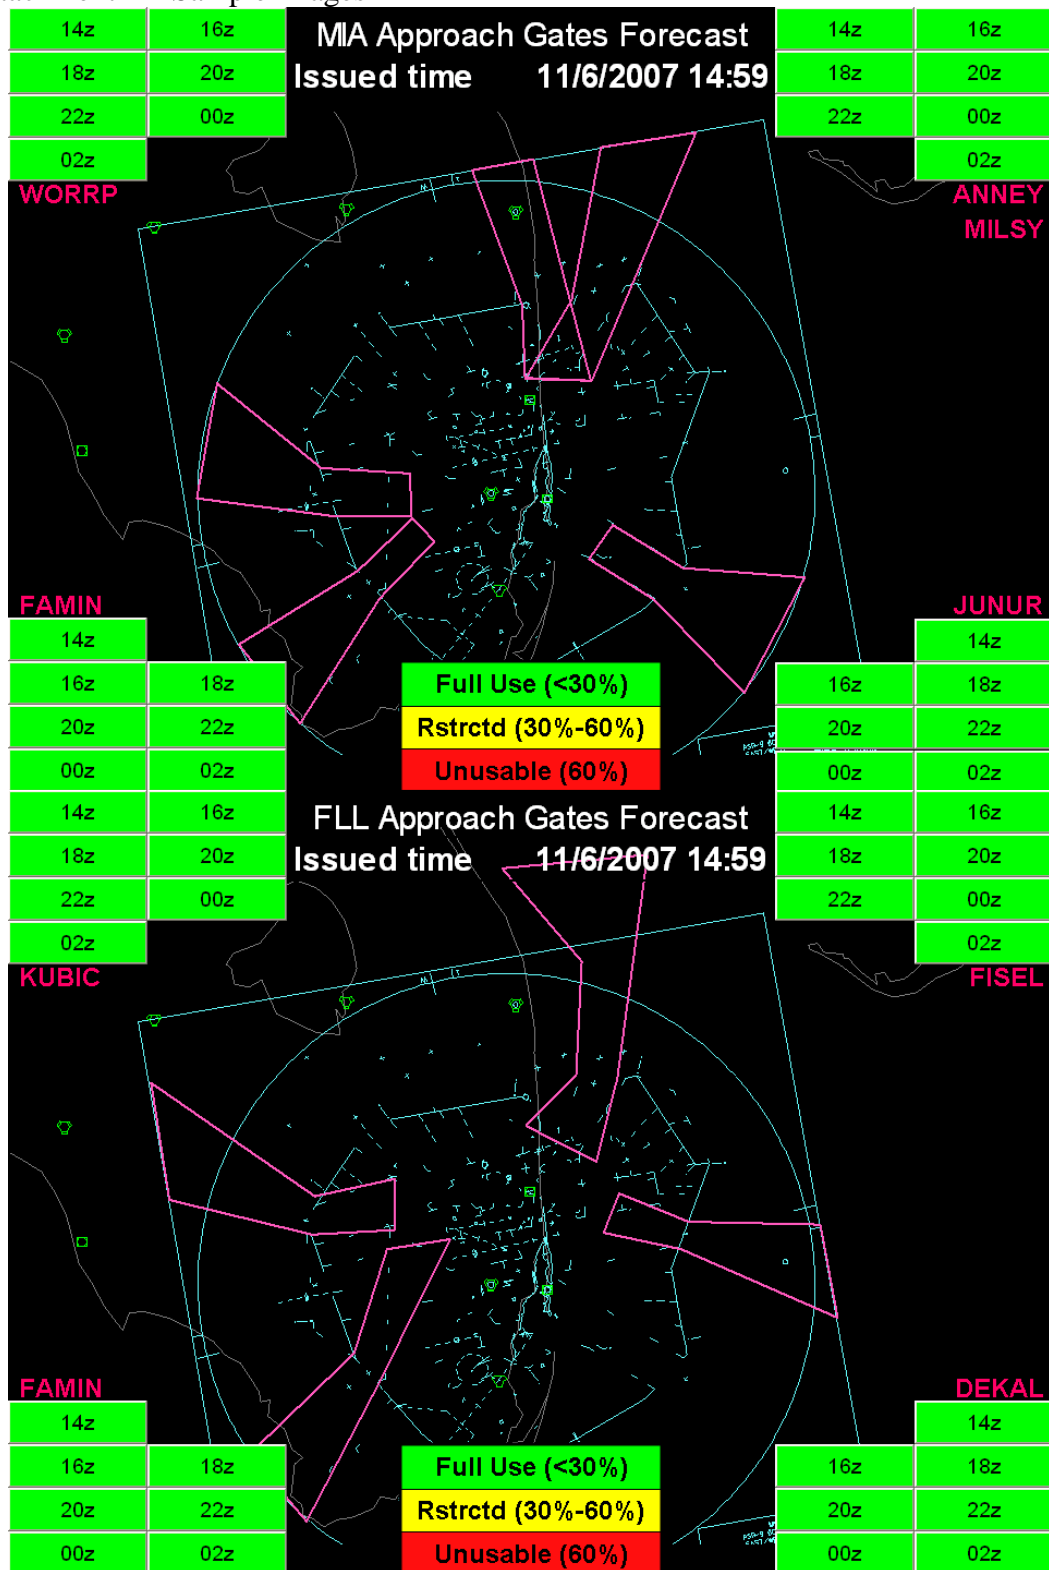 14z 16z MIA Approach Gates Forecast 14z 16z
18z 20z Issued time 11/6/2007 14:59 18z 20z
22z 00z 22z 00z
02z 02z
WORRP ANNEY
MILSY
FAMIN JUNUR
14z 14z
16z 18z Full Use (<30%) 16z 18z
20z 22z Rstrctd (30%-60%) 20z 22z
00z 02z Unusable (60%) 00z 02z
14z 16z FLL Approach Gates Forecast 14z 16z
18z 20z Issued time 11/6/2007 14:59 18z 20z
22z 00z 22z 00z
02z 02z
KUBIC FISEL
FAMIN DEKAL
14z 14z
16z 18z Full Use (<30%) 16z 18z
20z 22z Rstrctd (30%-60%) 20z 22z
00z 02z Unusable (60%) 00z 02z